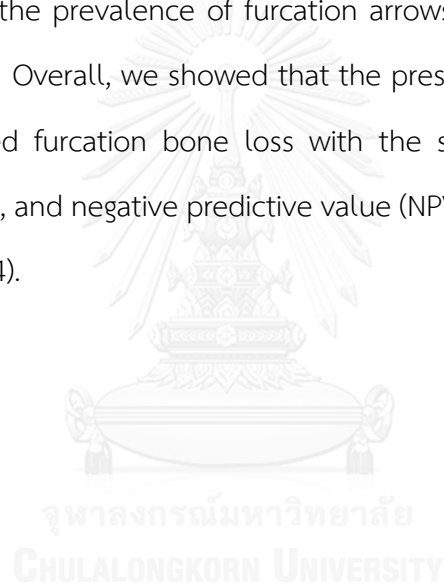 the prevalence of furcation arrows
Overall, we showed that the pres
ed furcation bone loss with the s
, and negative predictive value (NPV
4).
จุฬาลงกรณ์มหาวิทยาลัย
CHULALONGKORN UNIVERSITY